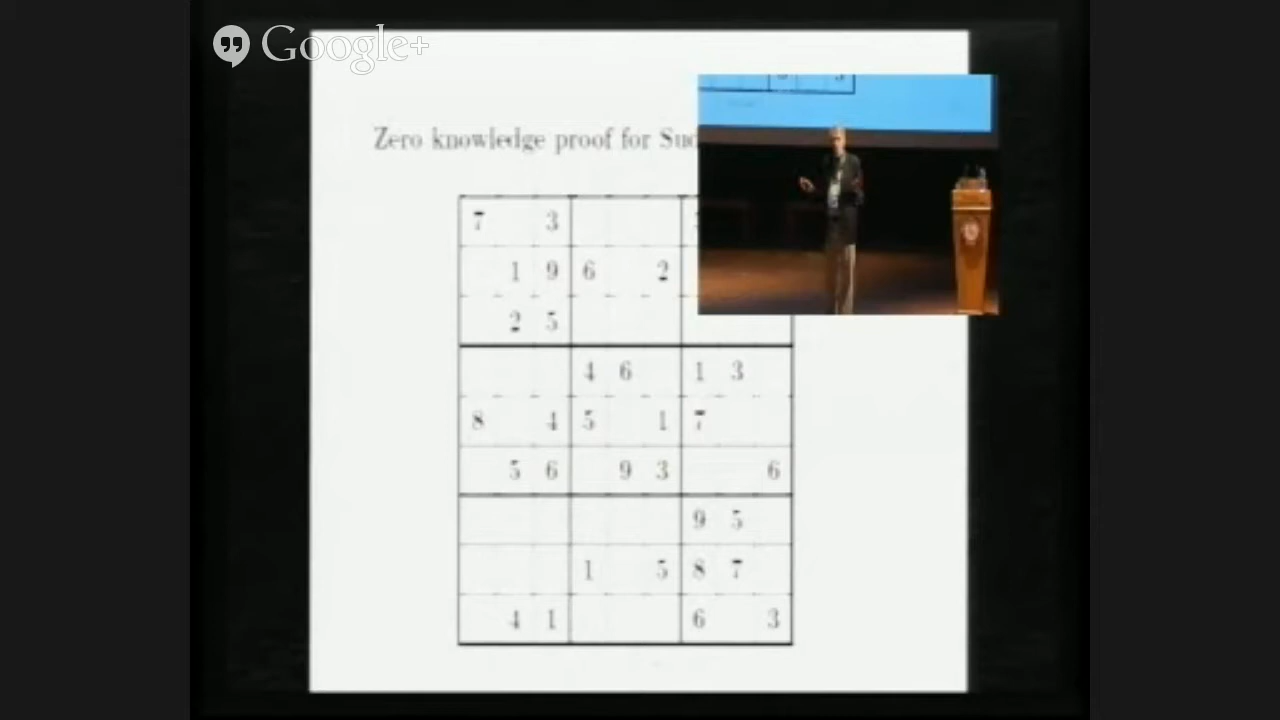 Google+
Zero knowledge proof for
7 3
1 9 6 2
2 5
4 6 1 3
8 4 5 1 7
5 6 9 3 6
9 5
1 5 8 7
4 1 6 3